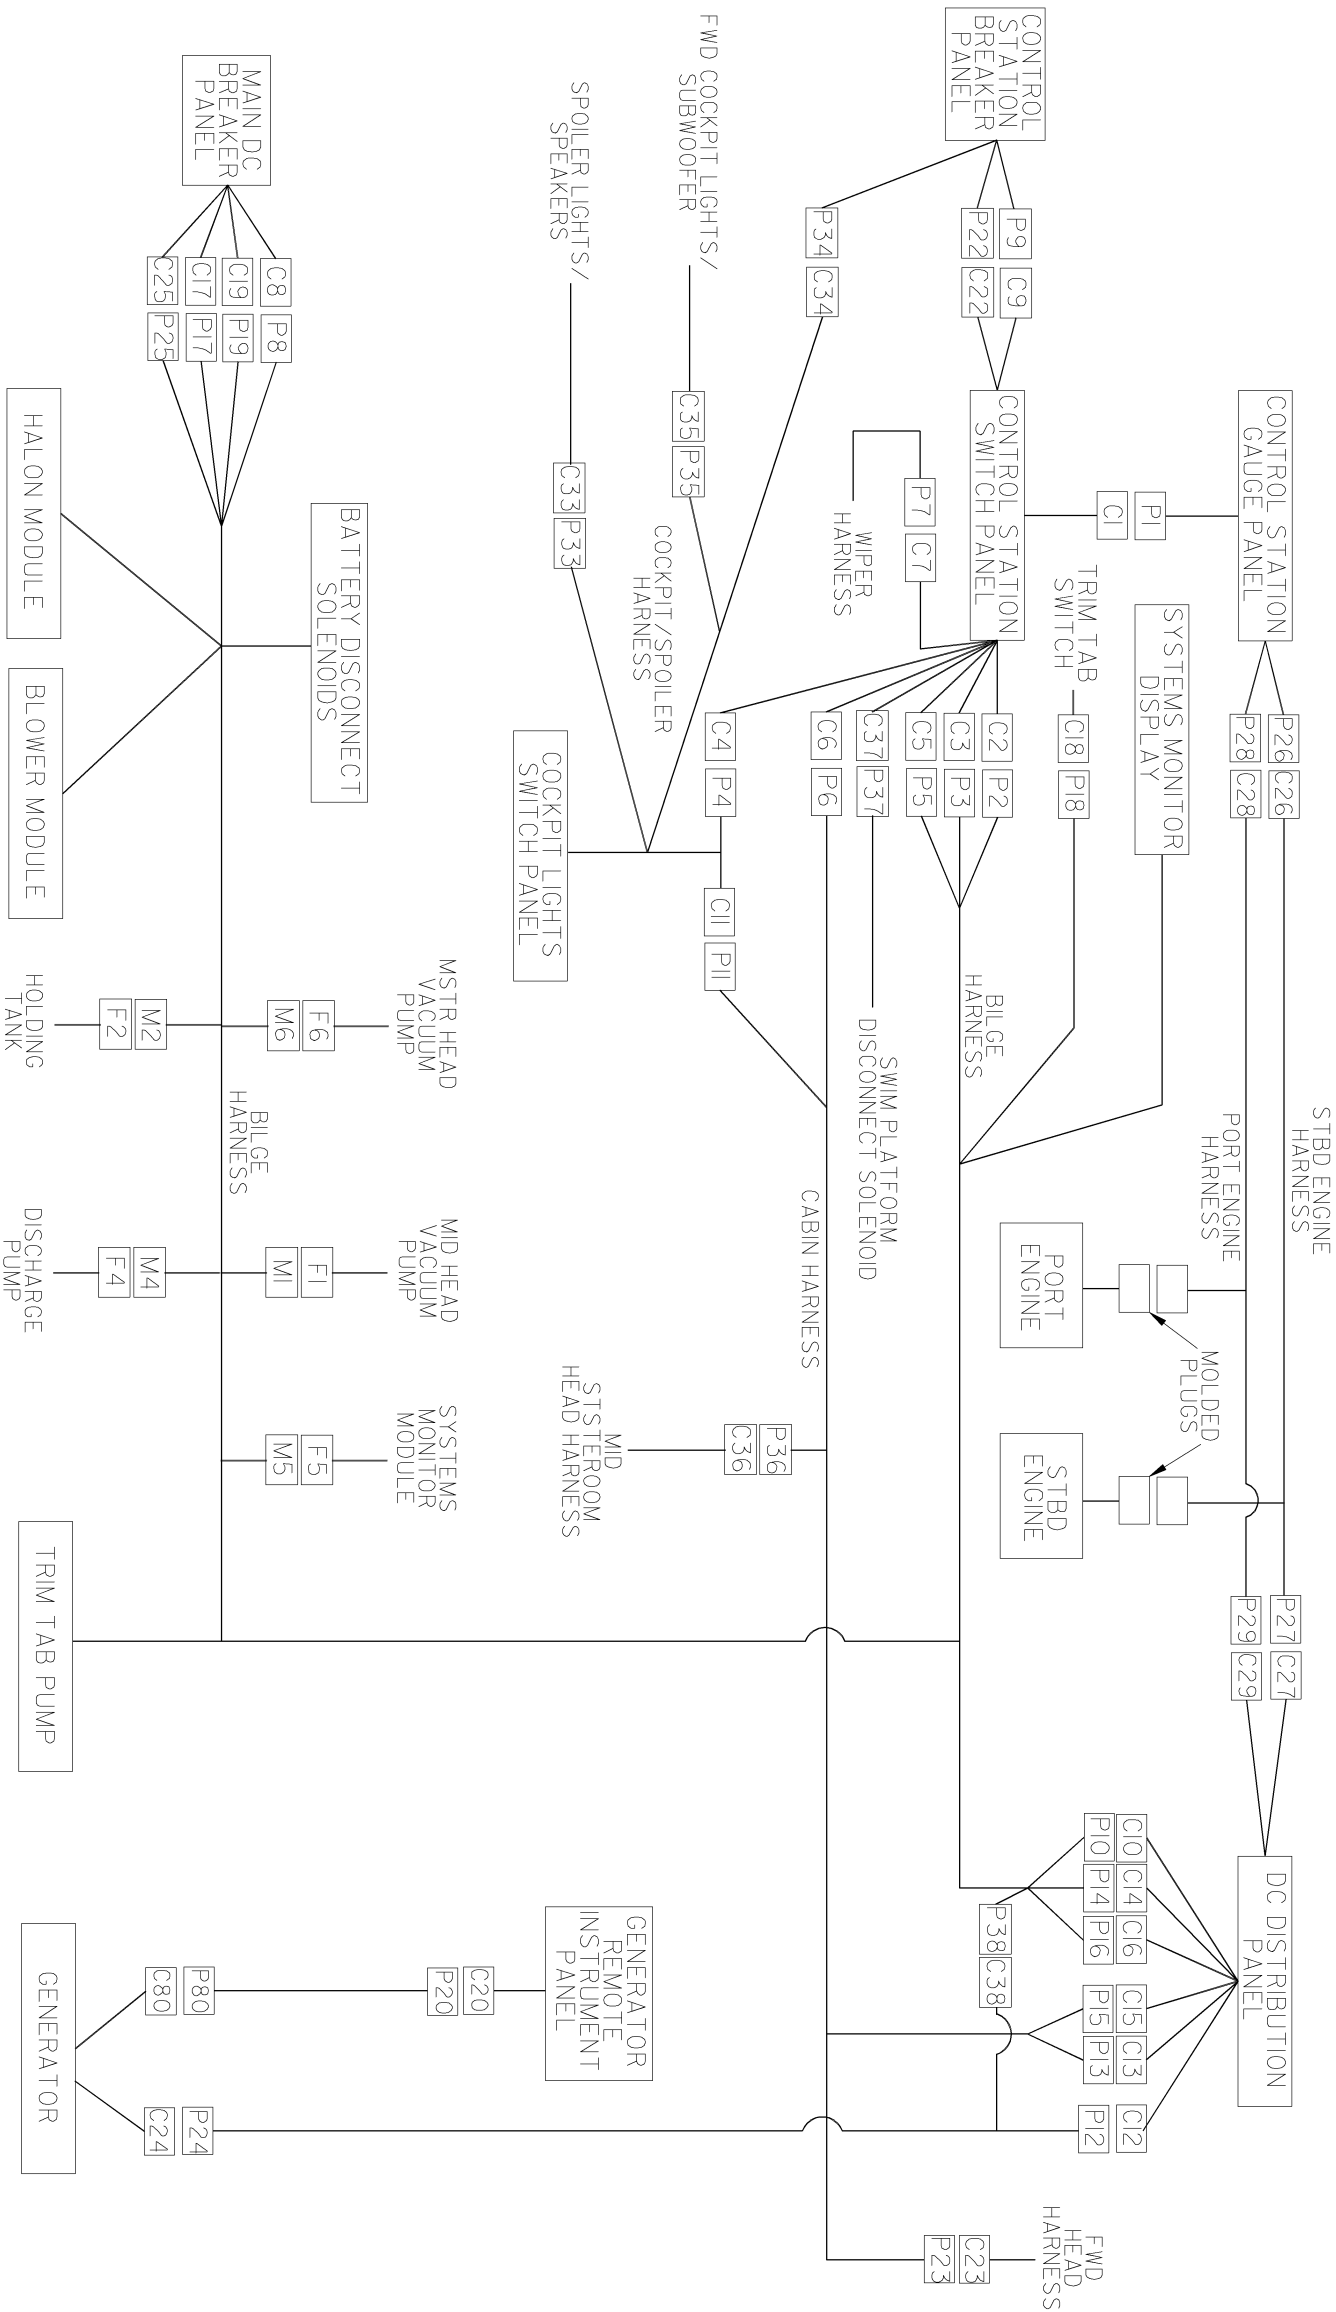 STBD ENGINE
HARNESS
CONTROL STATION
GAUGE PANEL
P26 C26
P28 C28
PORT ENGINE
HARNESS
P27 C27
P29 C29
DC DISTRIBUTION
PANEL
P1
C1
SYSTEMS MONITOR
DISPLAY
MOLDED
PLUGS
C10 C14 C16 C15 C13 C12
P10 P14 P16 P15 P13 P12
TRIM TAB
SWITCH
C18 P18
PORT
ENGINE
STBD
ENGINE
FWD
HEAD
HARNESS
CONTROL
STATION
BREAKER
PANEL
P9 C9
P22 C22
CONTROL STATION
SWITCH PANEL
C2 P2
C3 P3
C5 P5
BILGE
HARNESS
P38 C38
C23
P23
P7 C7
WIPER
HARNESS
C37 P37
SWIM PLATFORM
DISCONNECT SOLENOID
P34 C34
C6 P6
CABIN HARNESS
C4 P4
C11 P11
P36
C36
MID
STSTEROOM
HEAD HARNESS
FWD COCKPIT LIGHTS/
SUBWOOFER
C35 P35
COCKPIT/SPOILER
HARNESS
SPOILER LIGHTS/
SPEAKERS
C33 P33
COCKPIT LIGHTS
SWITCH PANEL
GENERATOR
REMOTE
INSTRUMENT
PANEL
C20
P20
MSTR HEAD
VACUUM
PUMP
MID HEAD
VACUUM
PUMP
SYSTEMS
MONITOR
MODULE
BATTERY DISCONNECT
SOLENOIDS
F6
M6
F1
M1
F5
M5
MAIN DC
BREAKER
PANEL
C8 P8
C19 P19
C17 P17
C25 P25
BILGE
HARNESS
P80
C80
P24
C24
M2
F2
M4
F4
HALON MODULE
BLOWER MODULE
HOLDING
TANK
DISCHARGE
PUMP
TRIM TAB PUMP
GENERATOR